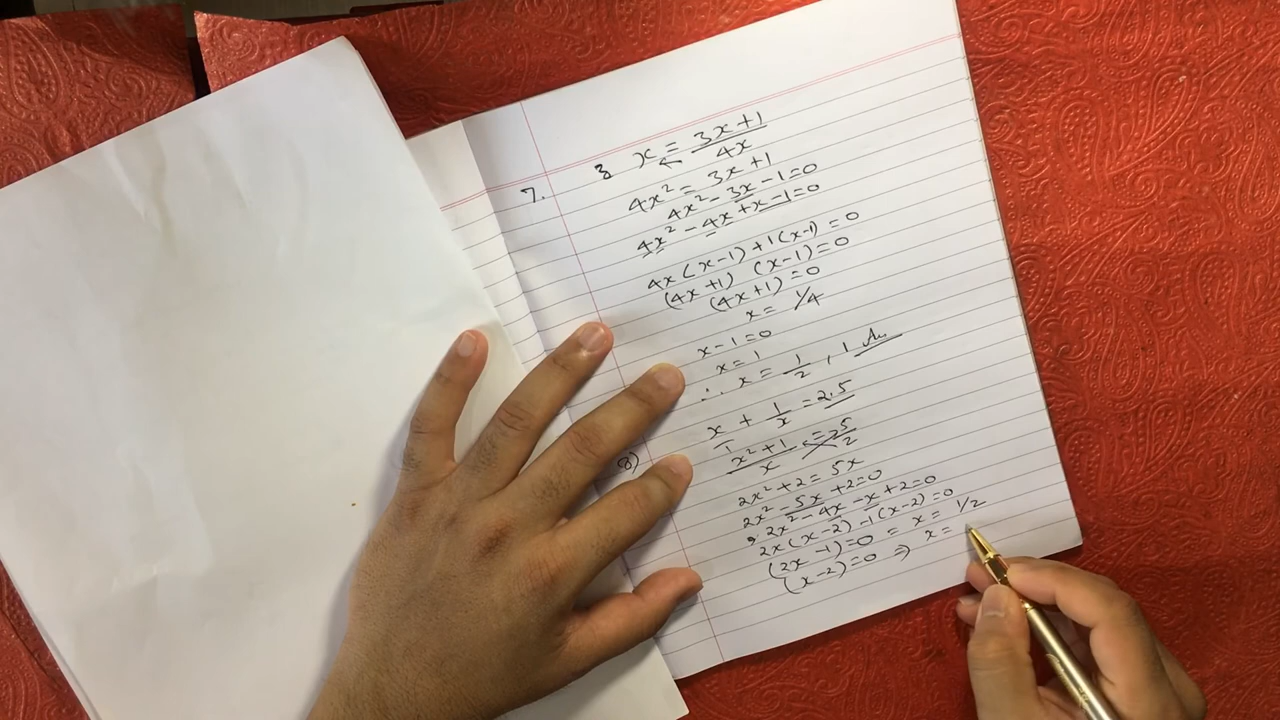 7. 3 x = 3x+1/4x
4x² = 3x +1
4x² - 3x - 1 = 0
4x² - 4x + x - 1 = 0
4x (x-1) + 1 (x-1) = 0
(4x+1) (x-1) = 0
(4x+1) = 0
x = 1/4
x - 1 = 0
x = 1
∴ x = 1/2 , 1 Ans
8) x/1 + 1/x = 2.5
x²+1/x = 25/2
2x² + 2 = 5x
2x² - 5x + 2 = 0
2x² - 4x - x + 2 = 0
2x (x-2) -1 (x-2) = 0
(2x - 1) = 0 = x = 1/2
(x-2) = 0 ⇒ x =